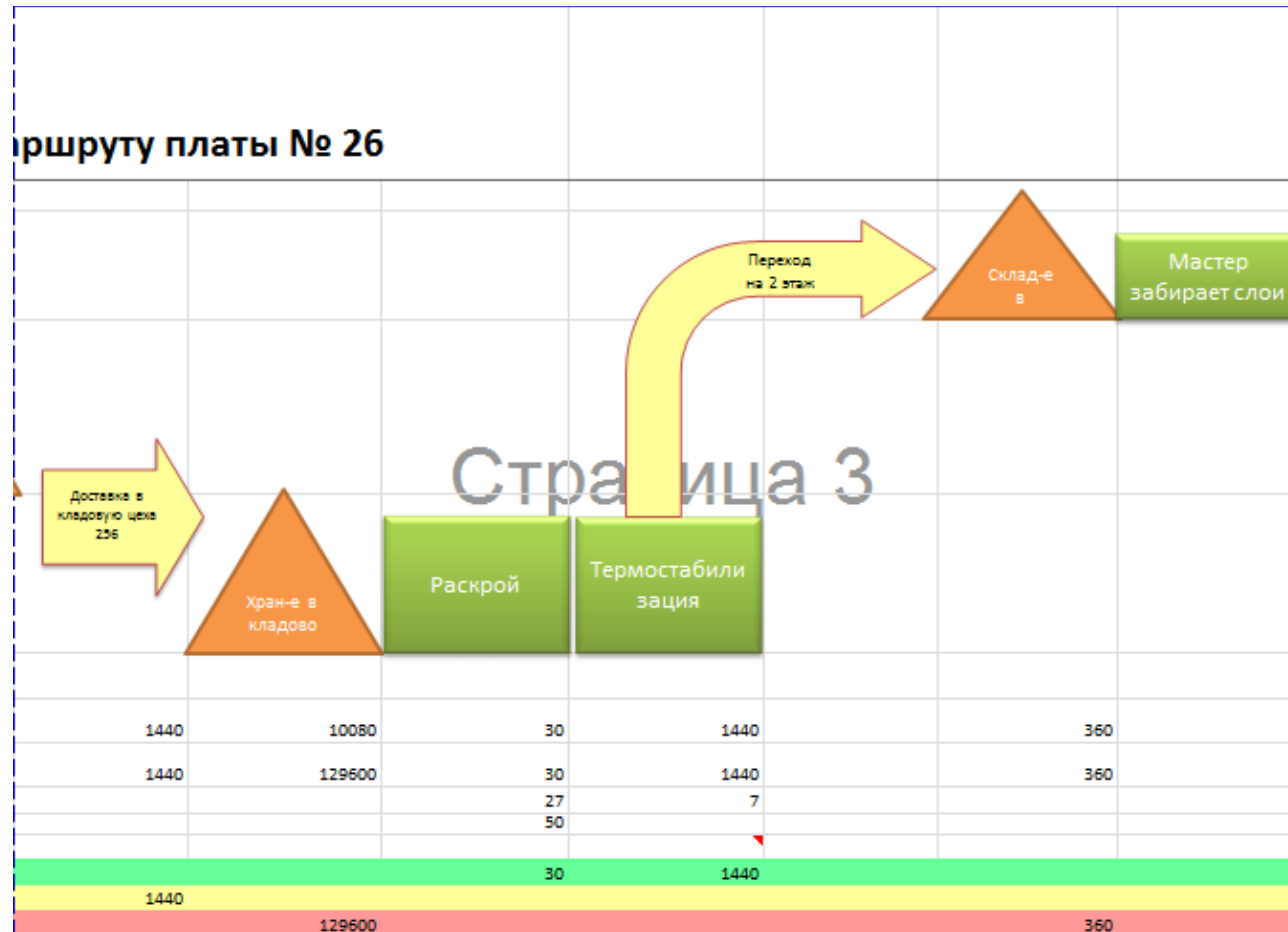 ршруту платы № 26
Переход
на 2 этаж
Склад-е
в
Мастер
забирает слои
Страница 3
Доставка в
кладовую цеха
256
Хран-е в
кладово
Раскрой
Термостабили
зация
1440 10080 30 1440 360
1440 129600 30 1440 360
27 7
50
30 1440
1440
129600 360